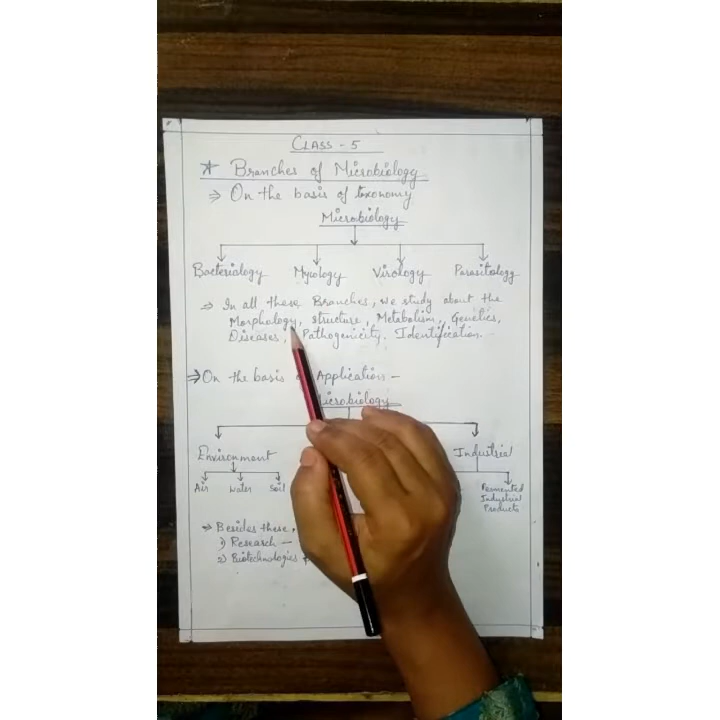 CLASS - 5
* Branches of Microbiology
⇒ On the basis of taxonomy
Microbiology
Bacteriology Mycology Virology Parasitology
⇒ In all these Branches, we study about the
Morphology, structure, Metabolism, Genetics,
Diseases, Pathogenicity. Identification. -
⇒ On the basis Application -
icrobiology
Environment Industrial
Air water soil Fermented
Industrial
Products
⇒ Besides these,
1) Research -
2) Biotechnologies